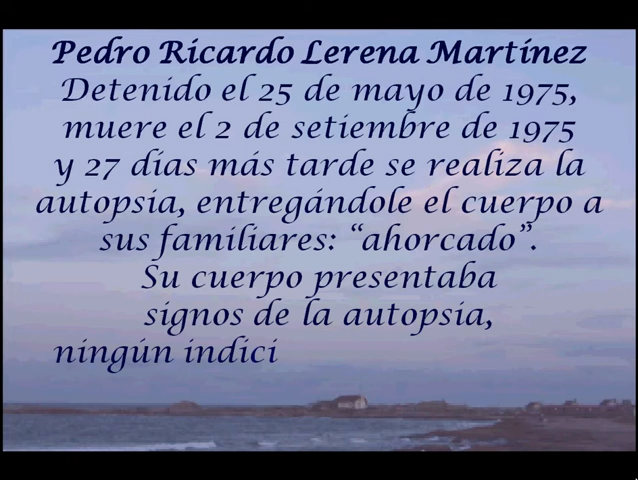 Pedro Ricardo Lerena Martínez
Detenido el 25 de mayo de 1975,
muere el 2 de setiembre de 1975
y 27 días más tarde se realiza la
autopsia, entregándole el cuerpo a
sus familiares: “ahorcado”.
Su cuerpo presentaba
signos de la autopsia,
ningún indici